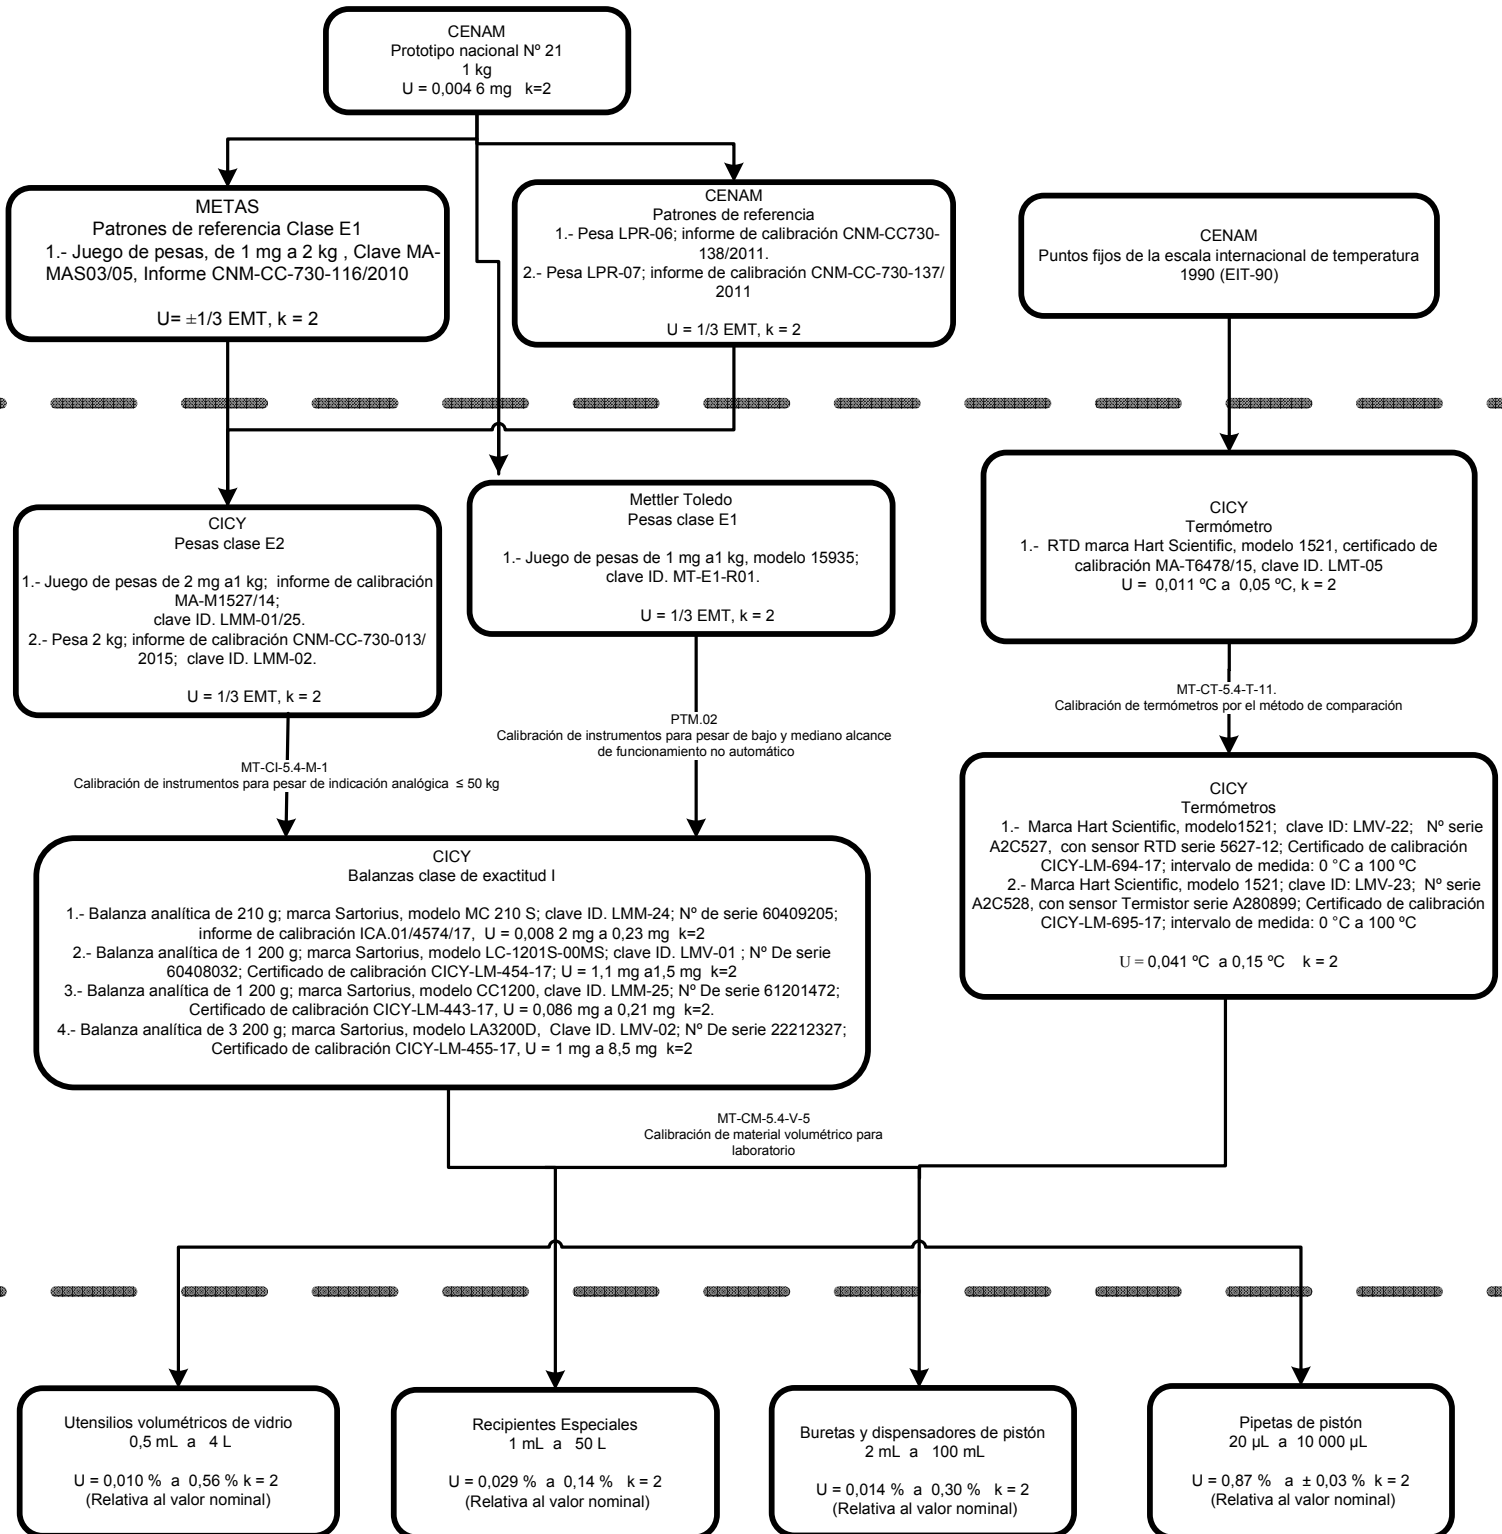 CENAM
Prototipo nacional Nº 21
1 kg
U = 0,004 6 mg k=2
METAS
Patrones de referencia Clase E1
1.- Juego de pesas, de 1 mg a 2 kg , Clave MA-
MAS03/05, Informe CNM-CC-730-116/2010
U= ±1/3 EMT, k = 2
CENAM
Patrones de referencia
1.- Pesa LPR-06; informe de calibración CNM-CC730-
138/2011.
2.- Pesa LPR-07; informe de calibración CNM-CC-730-137/
2011
U = 1/3 EMT, k = 2
CENAM
Puntos fijos de la escala internacional de temperatura
1990 (EIT-90)
CICY
Pesas clase E2
1.- Juego de pesas de 2 mg a1 kg; informe de calibración
MA-M1527/14;
clave ID. LMM-01/25.
2.- Pesa 2 kg; informe de calibración CNM-CC-730-013/
2015; clave ID. LMM-02.
U = 1/3 EMT, k = 2
Mettler Toledo
Pesas clase E1
1.- Juego de pesas de 1 mg a1 kg, modelo 15935;
clave ID. MT-E1-R01.
U = 1/3 EMT, k = 2
CICY
Termómetro
1.- RTD marca Hart Scientific, modelo 1521, certificado de
calibración MA-T6478/15, clave ID. LMT-05
U = 0,011 ºC a 0,05 ºC, k = 2
MT-CI-5.4-M-1
Calibración de instrumentos para pesar de indicación analógica ≤ 50 kg
PTM.02
Calibración de instrumentos para pesar de bajo y mediano alcance
de funcionamiento no automático
MT-CT-5.4-T-11.
Calibración de termómetros por el método de comparación
CICY
Balanzas clase de exactitud I
1.- Balanza analítica de 210 g; marca Sartorius, modelo MC 210 S; clave ID. LMM-24; Nº de serie 60409205;
informe de calibración ICA.01/4574/17, U = 0,008 2 mg a 0,23 mg k=2
2.- Balanza analítica de 1 200 g; marca Sartorius, modelo LC-1201S-00MS; clave ID. LMV-01 ; Nº De serie
60408032; Certificado de calibración CICY-LM-454-17; U = 1,1 mg a1,5 mg k=2
3.- Balanza analítica de 1 200 g; marca Sartorius, modelo CC1200, clave ID. LMM-25; Nº De serie 61201472;
Certificado de calibración CICY-LM-443-17, U = 0,086 mg a 0,21 mg k=2.
4.- Balanza analítica de 3 200 g; marca Sartorius, modelo LA3200D, Clave ID. LMV-02; Nº De serie 22212327;
Certificado de calibración CICY-LM-455-17, U = 1 mg a 8,5 mg k=2
CICY
Termómetros
1.- Marca Hart Scientific, modelo1521; clave ID: LMV-22; Nº serie
A2C527, con sensor RTD serie 5627-12; Certificado de calibración
CICY-LM-694-17; intervalo de medida: 0 °C a 100 ºC
2.- Marca Hart Scientific, modelo 1521; clave ID: LMV-23; Nº serie
A2C528, con sensor Termistor serie A280899; Certificado de calibración
CICY-LM-695-17; intervalo de medida: 0 °C a 100 ºC
U = 0,041 ºC a 0,15 ºC k = 2
MT-CM-5.4-V-5
Calibración de material volumétrico para
laboratorio
Utensilios volumétricos de vidrio
0,5 mL a 4 L
U = 0,010 % a 0,56 % k = 2
(Relativa al valor nominal)
Recipientes Especiales
1 mL a 50 L
U = 0,029 % a 0,14 % k = 2
(Relativa al valor nominal)
Buretas y dispensadores de pistón
2 mL a 100 mL
U = 0,014 % a 0,30 % k = 2
(Relativa al valor nominal)
Pipetas de pistón
20 µL a 10 000 µL
U = 0,87 % a ± 0,03 % k = 2
(Relativa al valor nominal)